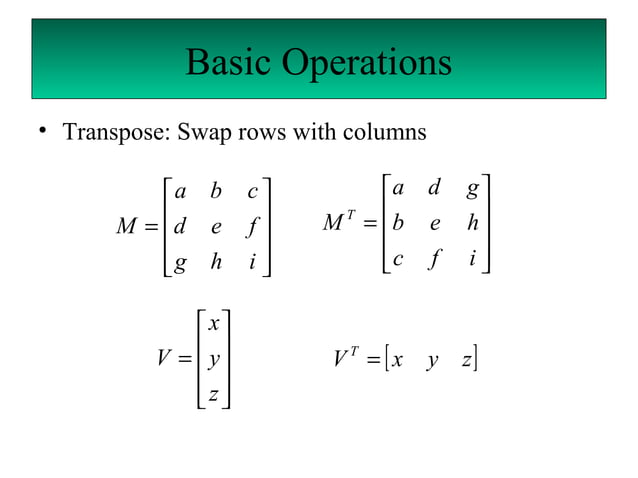 Basic Operations
• Transpose: Swap rows with columns
M = [a b c
d e f
g h i]
M^T = [a d g
b e h
c f i]
V = [x
y
z]
V^T = [x y z]